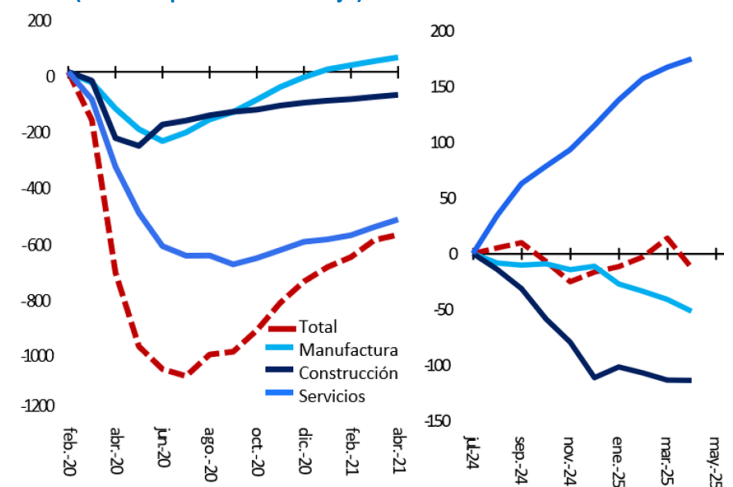 200
0
-200
-400
-600
-800
-1000
-1200
Total
Manufactura
Construcción
Servicios
feb.-20
abr.-20
jun.-20
ago.-20
oct.-20
dic.-20
feb.-21
abr.-21
200
150
100
50
0
-50
-100
-150
jul.-24
sep.-24
nov.-24
ene.-25
mar.-25
may.-25